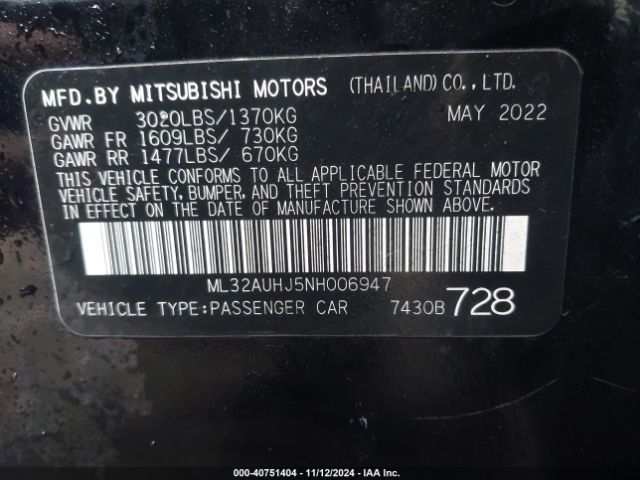 MFD.BY MITSUBISHI MOTORS (THAILAND)CO.,LTD.
GVWR 3020LBS/1370KG MAY 2022
GAWR FR 1609LBS/ 730KG
GAWR RR 1477LBS/ 670KG
THIS VEHICLE CONFORMS TO ALL APPLICABLE FEDERAL MOTOR
VEHICLE SAFETY, BUMPER, AND THEFT PREVENTION STANDARDS
IN EFFECT ON THE DATE OF MANUFACTURE SHOWN ABOVE.
ML32AUHJ5NH006947
VEHICLE TYPE:PASSENGER CAR 7430B 728
000-40751404 - 11/12/2024 - IAA Inc.